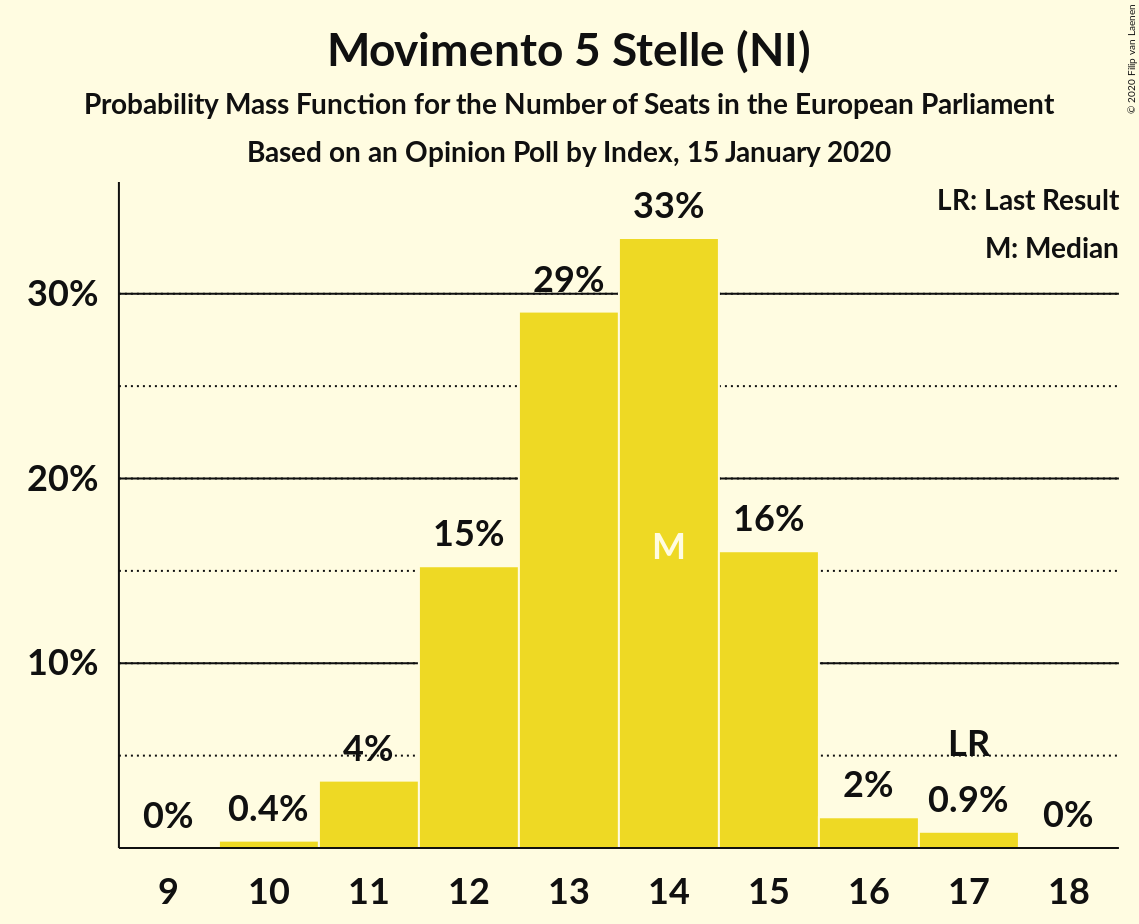 Movimento 5 Stelle (NI)
Probability Mass Function for the Number of Seats in the European Parliament
Based on an Opinion Poll by Index, 15 January 2020
© 2020 Filip van Laenen
LR: Last Result
M: Median
30%
20%
10%
0%
0.4%
4%
15%
29%
33%
M
16%
2%
LR
0.9%
0%
9 10 11 12 13 14 15 16 17 18